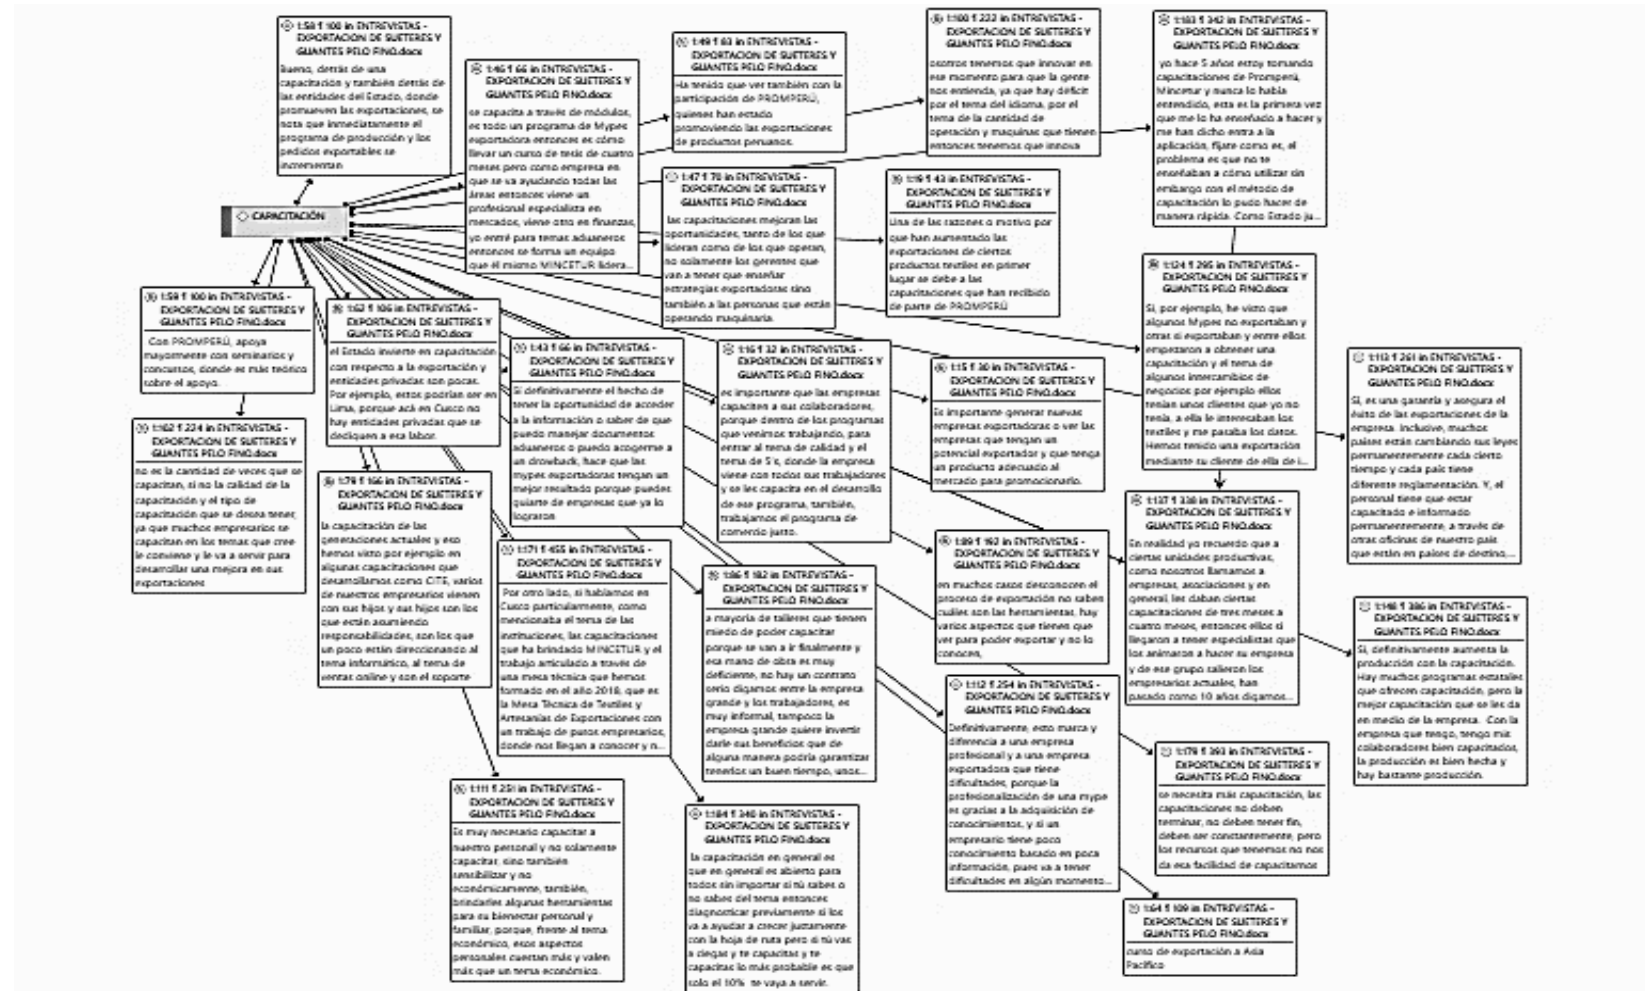 1:58 ¶ 100 in ENTREVISTAS -
EXPORTACION DE SUETERES Y
GUANTES PELO FINO.docx
Bueno, detrás de una
capacitación y también detrás de
las entidades del Estado, donde
promueven las exportaciones, se
nota que inmediatamente el
programa de producción y los
pedidos exportables se
incrementan
1:46 ¶ 66 in ENTREVISTAS -
EXPORTACION DE SUETERES Y
GUANTES PELO FINO.docx
se capacita a través de módulos,
es todo un programa de Mypes
exportadora entonces es cómo
llevar un curso de tesis de cuatro
meses pero como empresa en
que se va ayudando todas las
áreas entonces viene un
profesional especialista en
mercados, viene otro en finanzas,
yo entré para temas aduaneros
entonces se forma un equipo
que él mismo MINCETUR lidera...
1:49 ¶ 83 in ENTREVISTAS -
EXPORTACION DE SUETERES Y
GUANTES PELO FINO.docx
Ha tenido que ver también con la
participación de PROMPERÚ,
quienes han estado
promoviendo las exportaciones
de productos peruanos.
1:100 ¶ 222 in ENTREVISTAS -
EXPORTACION DE SUETERES Y
GUANTES PELO FINO.docx
osotros tenemos que innovar en
ese momento para que la gente
nos entienda, ya que hay déficit
por el tema del idioma, por el
tema de la cantidad de
operación y maquinas que tienen
entonces tenemos que innova
1:183 ¶ 342 in ENTREVISTAS -
EXPORTACION DE SUETERES Y
GUANTES PELO FINO.docx
yo hace 5 años estoy tomando
capacitaciones de Promperú,
Mincetur y nunca lo había
entendido, esta es la primera vez
que me lo ha enseñado a hacer y
me han dicho entra a la
aplicación, fíjate como es, el
problema es que no te
enseñaban a cómo utilizar sin
embargo con el método de
capacitación lo pudo hacer de
manera rápida. Como Estado ju...
CAPACITACIÓN
1:47 ¶ 70 in ENTREVISTAS -
EXPORTACION DE SUETERES Y
GUANTES PELO FINO.docx
las capacitaciones mejoran las
oportunidades, tanto de los que
lideran como de los que operan,
no solamente los gerentes que
van a tener que enseñar
estrategias exportadoras sino
también a las personas que están
operando maquinaria.
1:19 ¶ 43 in ENTREVISTAS -
EXPORTACION DE SUETERES Y
GUANTES PELO FINO.docx
Una de las razones o motivo por
que han aumentado las
exportaciones de ciertos
productos textiles en primer
lugar se debe a las
capacitaciones que han recibido
de parte de PROMPERÚ
1:124 ¶ 295 in ENTREVISTAS -
EXPORTACION DE SUETERES Y
GUANTES PELO FINO.docx
Si, por ejemplo, he visto que
algunos Mypes no exportaban y
otras si exportaban y entre ellos
empezaron a obtener una
capacitación y el tema de
algunos intercambios de
negocios por ejemplo ellos
tenían unos clientes que yo no
tenía, a ella le interesaban los
textiles y me pasaba los datos.
Hemos tenido una exportación
mediante su cliente de ella de i...
1:59 ¶ 100 in ENTREVISTAS -
EXPORTACION DE SUETERES Y
GUANTES PELO FINO.docx
Con PROMPERÚ, apoya
mayormente con seminarios y
concursos, donde es más teórico
sobre el apoyo.
1:62 ¶ 106 in ENTREVISTAS -
EXPORTACION DE SUETERES Y
GUANTES PELO FINO.docx
el Estado invierte en capacitación
con respecto a la exportación y
entidades privadas son pocas.
Por ejemplo, estos podrían ser en
Lima, porque acá en Cusco no
hay entidades privadas que se
dediquen a esa labor.
1:43 ¶ 66 in ENTREVISTAS -
EXPORTACION DE SUETERES Y
GUANTES PELO FINO.docx
Sí definitivamente el hecho de
tener la oportunidad de acceder
a la información o saber de que
puedo manejar documentos
aduaneros o puedo acogerme a
un drowback, hace que las
mypes exportadoras tengan un
mejor resultado porque puedes
guiarte de empresas que ya lo
lograron
1:16 ¶ 32 in ENTREVISTAS -
EXPORTACION DE SUETERES Y
GUANTES PELO FINO.docx
es importante que las empresas
capaciten a sus colaboradores,
porque dentro de los programas
que venimos trabajando, para
entrar al tema de calidad y el
tema de 5's, donde la empresa
viene con todos sus trabajadores
y se les capacita en el desarrollo
de ese programa, también,
trabajamos el programa de
comercio justo.
1:15 ¶ 30 in ENTREVISTAS -
EXPORTACION DE SUETERES Y
GUANTES PELO FINO.docx
Es importante generar nuevas
empresas exportadoras o ver las
empresas que tengan un
potencial exportador y que tenga
un producto adecuado al
mercado para promocionarlo.
1:113 ¶ 261 in ENTREVISTAS -
EXPORTACION DE SUETERES Y
GUANTES PELO FINO.docx
Si, es una garantía y asegura el
éxito de las exportaciones de la
empresa. Inclusive, muchos
países están cambiando sus leyes
permanentemente cada cierto
tiempo y cada país tiene
diferente reglamentación. Y, el
personal tiene que estar
capacitado e informado
permanentemente, a través de
otras oficinas de nuestro país
que están en países de destino,...
1:102 ¶ 224 in ENTREVISTAS -
EXPORTACION DE SUETERES Y
GUANTES PELO FINO.docx
no es la cantidad de veces que se
capacitan, si no la calidad de la
capacitación y el tipo de
capacitación que se desea tener,
ya que muchos empresarios se
capacitan en los temas que cree
le conviene y le va a servir para
desarrollar una mejora en sus
exportaciones
1:79 ¶ 166 in ENTREVISTAS -
EXPORTACION DE SUETERES Y
GUANTES PELO FINO.docx
la capacitación de las
generaciones actuales y eso
hemos visto por ejemplo en
algunas capacitaciones que
desarrollamos como CITE, varios
de nuestros empresarios vienen
con sus hijos y sus hijos son los
que están asumiendo
responsabilidades, son los que
un poco están direccionando al
tema informático, al tema de
ventas online y son el soporte
1:171 ¶ 455 in ENTREVISTAS -
EXPORTACION DE SUETERES Y
GUANTES PELO FINO.docx
Por otro lado, si hablamos en
Cusco particularmente, como
mencionaba el tema de las
instituciones, las capacitaciones
que ha brindado MINCETUR y el
trabajo articulado a través de
una mesa técnica que hemos
formado en el año 2018, que es
la Mesa Técnica de Textiles y
Artesanías de Exportaciones con
un trabajo de puros empresarios,
donde nos llegan a conocer y n...
1:86 ¶ 182 in ENTREVISTAS -
EXPORTACION DE SUETERES Y
GUANTES PELO FINO.docx
a mayoría de talleres que tienen
miedo de poder capacitar
porque se van a ir finalmente y
esa mano de obra es muy
deficiente, no hay un contrato
serio digamos entre la empresa
grande y los trabajadores, es
muy informal, tampoco la
empresa grande quiere invertir
darle sus beneficios que de
alguna manera podría garantizar
tenerlos un buen tiempo, unos...
1:89 ¶ 192 in ENTREVISTAS -
EXPORTACION DE SUETERES Y
GUANTES PELO FINO.docx
en muchos casos desconocen el
proceso de exportación no saben
cuáles son las herramientas, hay
varios aspectos que tienen que
ver para poder exportar y no lo
conocen,
1:137 ¶ 338 in ENTREVISTAS -
EXPORTACION DE SUETERES Y
GUANTES PELO FINO.docx
En realidad yo recuerdo que a
ciertas unidades productivas,
como nosotros llamamos a
empresas, asociaciones y en
general, les daban ciertas
capacitaciones de tres meses a
cuatro meses, entonces ellos si
llegaron a tener especialistas que
los animaron a hacer su empresa
y de ese grupo salieron los
empresarios actuales, han
pasado como 10 años digamos...
1:148 ¶ 386 in ENTREVISTAS -
EXPORTACION DE SUETERES Y
GUANTES PELO FINO.docx
Si, definitivamente aumenta la
producción con la capacitación.
Hay muchos programas estatales
que ofrecen capacitación, pero la
mejor capacitación que se les da
en medio de la empresa. Con la
empresa que tengo, tengo mis
colaboradores bien capacitados,
la producción es bien hecha y
hay bastante producción.
1:112 ¶ 254 in ENTREVISTAS -
EXPORTACION DE SUETERES Y
GUANTES PELO FINO.docx
Definitivamente, esto marca y
diferencia a una empresa
profesional y a una empresa
exportadora que tiene
dificultades, porque la
profesionalización de una mype
es gracias a la adquisición de
conocimientos, y si un
empresario tiene poco
conocimiento basado en poca
información, pues va a tener
dificultades en algún momento...
1:179 ¶ 393 in ENTREVISTAS -
EXPORTACION DE SUETERES Y
GUANTES PELO FINO.docx
se necesita más capacitación, las
capacitaciones no deben
terminar, no deben tener fin,
deben ser constantemente, pero
los recursos que tenemos no nos
da esa facilidad de capacitarnos
1:111 ¶ 251 in ENTREVISTAS -
EXPORTACION DE SUETERES Y
GUANTES PELO FINO.docx
Es muy necesario capacitar a
nuestro personal y no solamente
capacitar, sino también
sensibilizar y no
económicamente, también,
brindarles algunas herramientas
para su bienestar personal y
familiar, porque, frente al tema
económico, esos aspectos
personales cuestan más y valen
más que un tema económico.
1:184 ¶ 340 in ENTREVISTAS -
EXPORTACION DE SUETERES Y
GUANTES PELO FINO.docx
la capacitación en general es
que en general es abierto para
todos sin importar si tú sabes o
no sabes del tema entonces
diagnosticar previamente si los
va a ayudar a crecer justamente
con la hoja de ruta pero si tú vas
a ciegas y te capacitas y te
capacitas lo más probable es que
solo el 10% te vaya a servir.
1:64 ¶ 109 in ENTREVISTAS -
EXPORTACION DE SUETERES Y
GUANTES PELO FINO.docx
curso de exportación a Asia
Pacífico